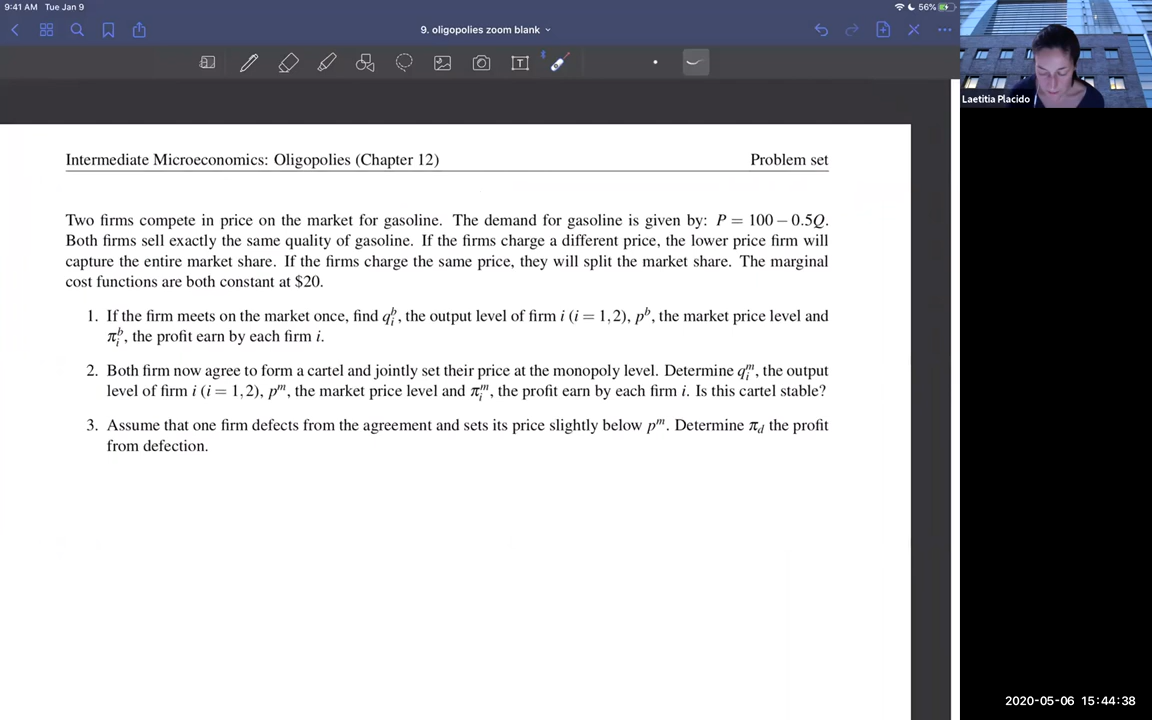 9:41 AM Tue Jan 9
56%
9. oligopolies zoom blank
T
Laetitia Placido
Intermediate Microeconomics: Oligopolies (Chapter 12) Problem set
Two firms compete in price on the market for gasoline. The demand for gasoline is given by: P = 100 − 0.5Q.
Both firms sell exactly the same quality of gasoline. If the firms charge a different price, the lower price firm will
capture the entire market share. If the firms charge the same price, they will split the market share. The marginal
cost functions are both constant at $20.
1. If the firm meets on the market once, find qᵢᵇ, the output level of firm i (i = 1,2), pᵇ, the market price level and
πᵢᵇ, the profit earn by each firm i.
2. Both firm now agree to form a cartel and jointly set their price at the monopoly level. Determine qᵢᵐ, the output
level of firm i (i = 1,2), pᵐ, the market price level and πᵢᵐ, the profit earn by each firm i. Is this cartel stable?
3. Assume that one firm defects from the agreement and sets its price slightly below pᵐ. Determine π_d the profit
from defection.
2020-05-06 15:44:38